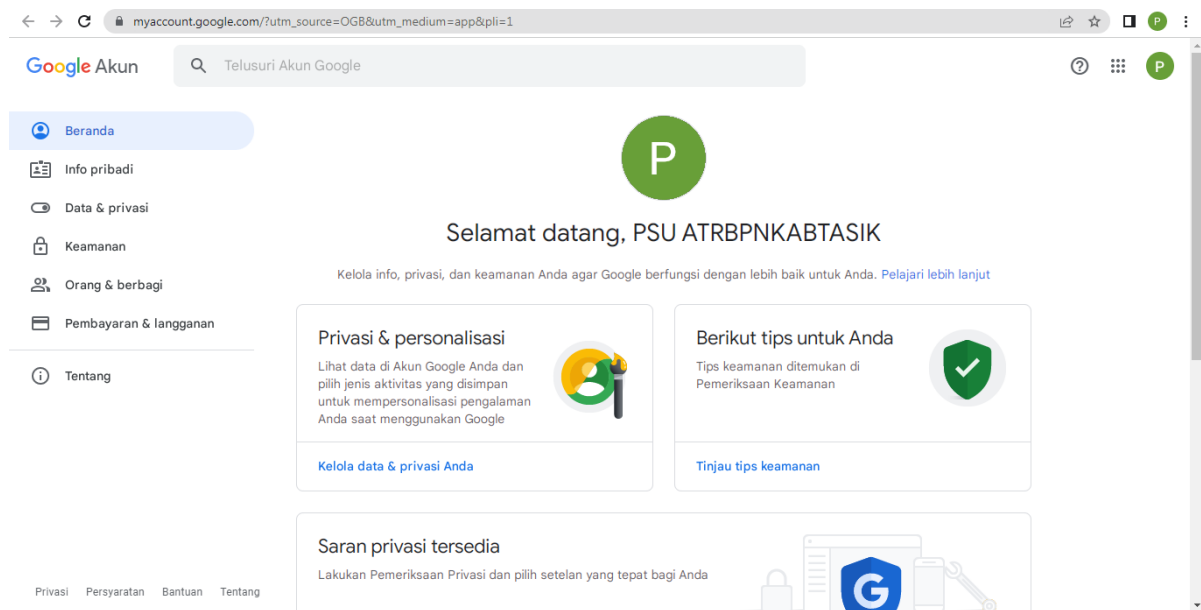 myaccount.google.com/?utm_source=OGB&utm_medium=app&pli=1
P
Google Akun
Telusuri Akun Google
P
Beranda
Info pribadi
Data & privasi
Keamanan
Orang & berbagi
Pembayaran & langganan
Tentang
P
Selamat datang, PSU ATRBPNKABTASIK
Kelola info, privasi, dan keamanan Anda agar Google berfungsi dengan lebih baik untuk Anda. Pelajari lebih lanjut
Privasi & personalisasi
Lihat data di Akun Google Anda dan
pilih jenis aktivitas yang disimpan
untuk mempersonalisasi pengalaman
Anda saat menggunakan Google
Kelola data & privasi Anda
Berikut tips untuk Anda
Tips keamanan ditemukan di
Pemeriksaan Keamanan
Tinjau tips keamanan
Saran privasi tersedia
Lakukan Pemeriksaan Privasi dan pilih setelan yang tepat bagi Anda
G
Privasi Persyaratan Bantuan Tentang